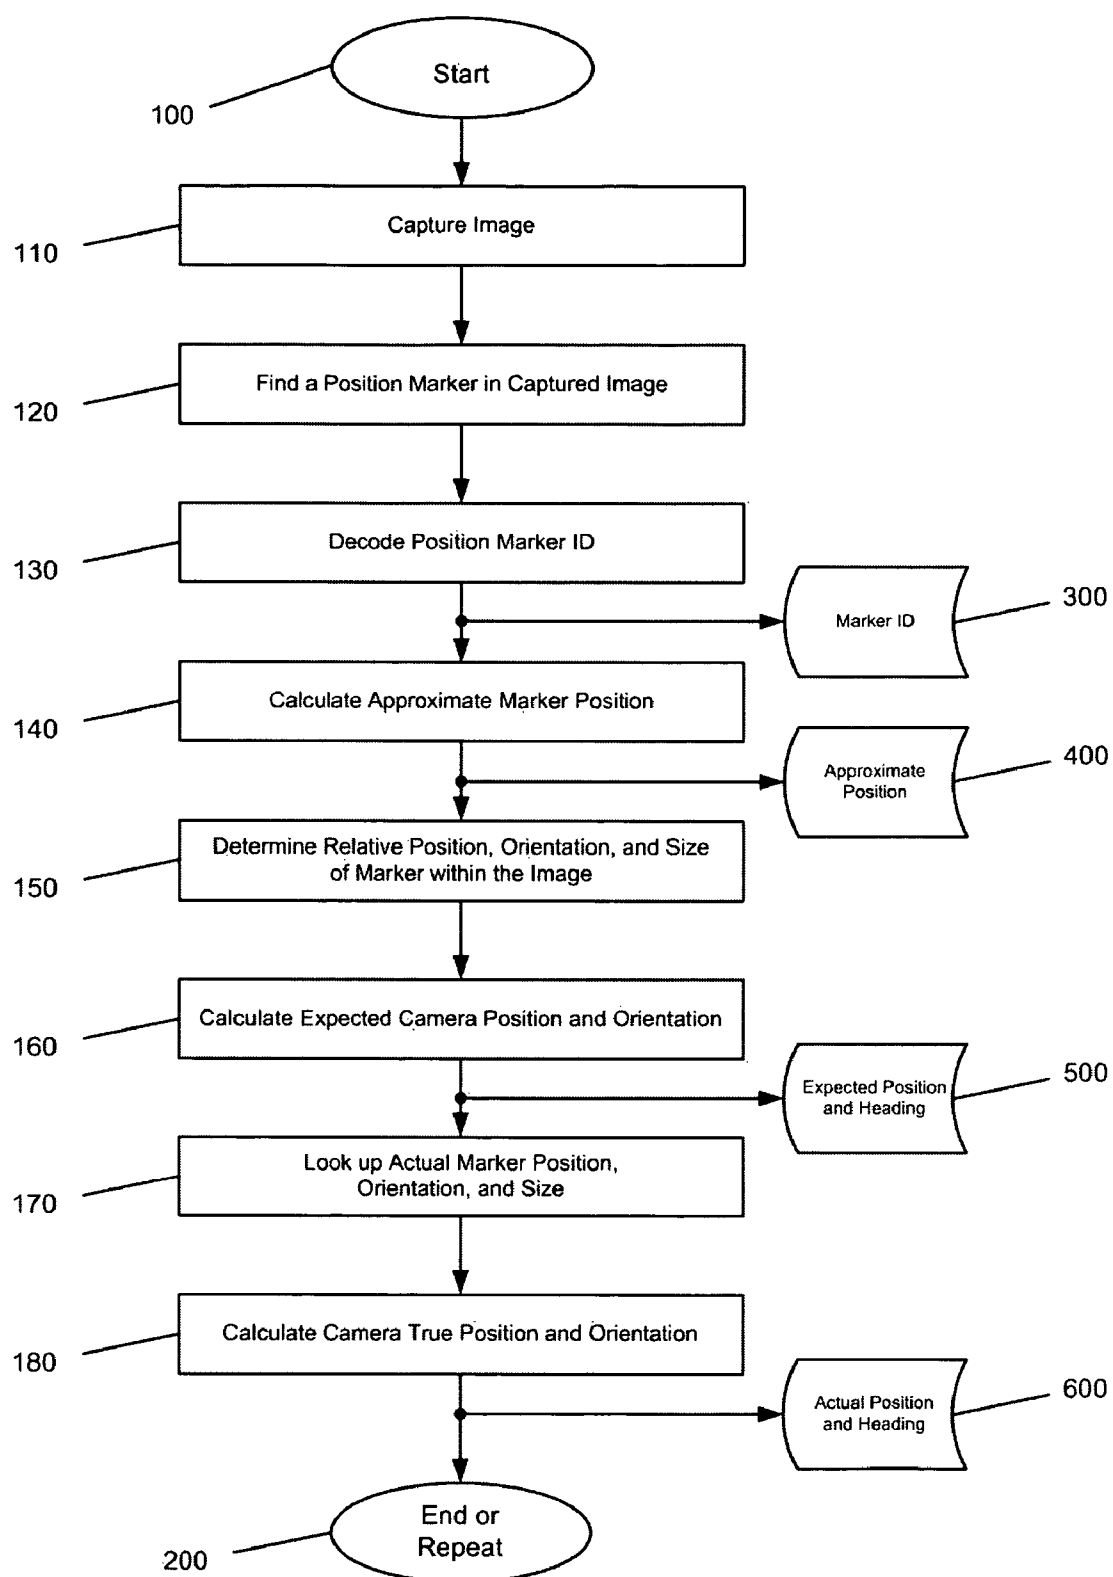 Start
100
Capture Image
110
Find a Position Marker in Captured Image
120
Decode Position Marker ID
130
Marker ID
300
Calculate Approximate Marker Position
140
Approximate
Position
400
Determine Relative Position, Orientation, and Size
of Marker within the Image
150
Calculate Expected Camera Position and Orientation
160
Expected Position
and Heading
500
Look up Actual Marker Position,
Orientation, and Size
170
Calculate Camera True Position and Orientation
180
Actual Position
and Heading
600
End or
Repeat
200